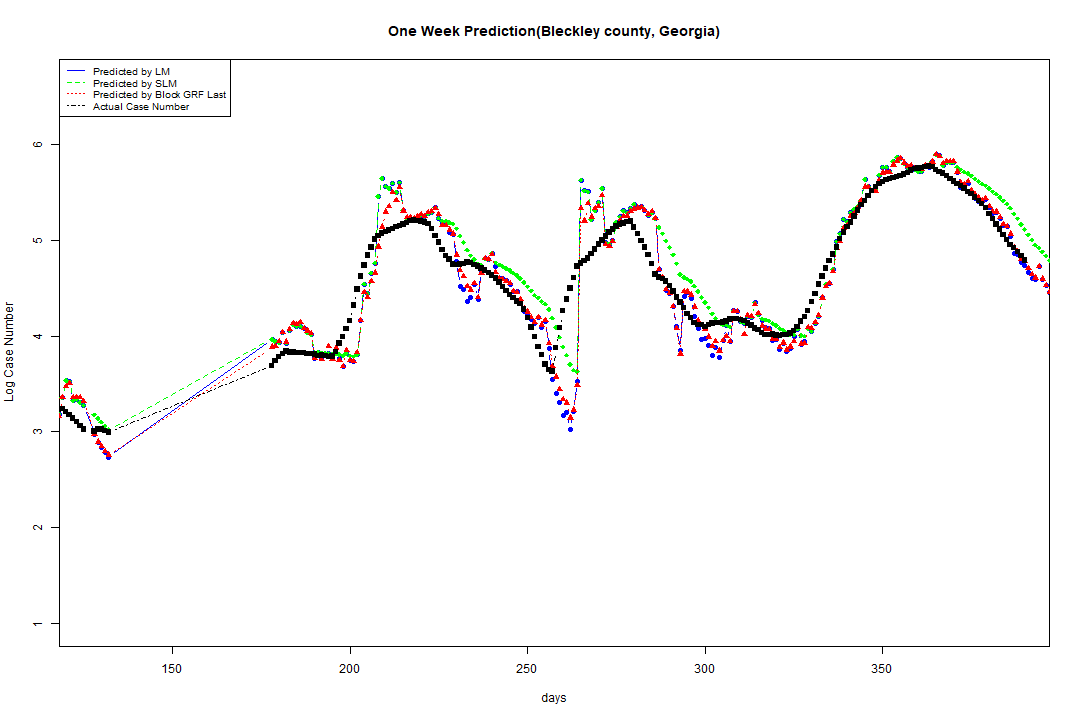 One Week Prediction(Bleckley county, Georgia)
Predicted by LM
Predicted by SLM
Predicted by Block GRF Last
Actual Case Number
Log Case Number
6
5
4
3
2
1
150
200
250
300
350
days